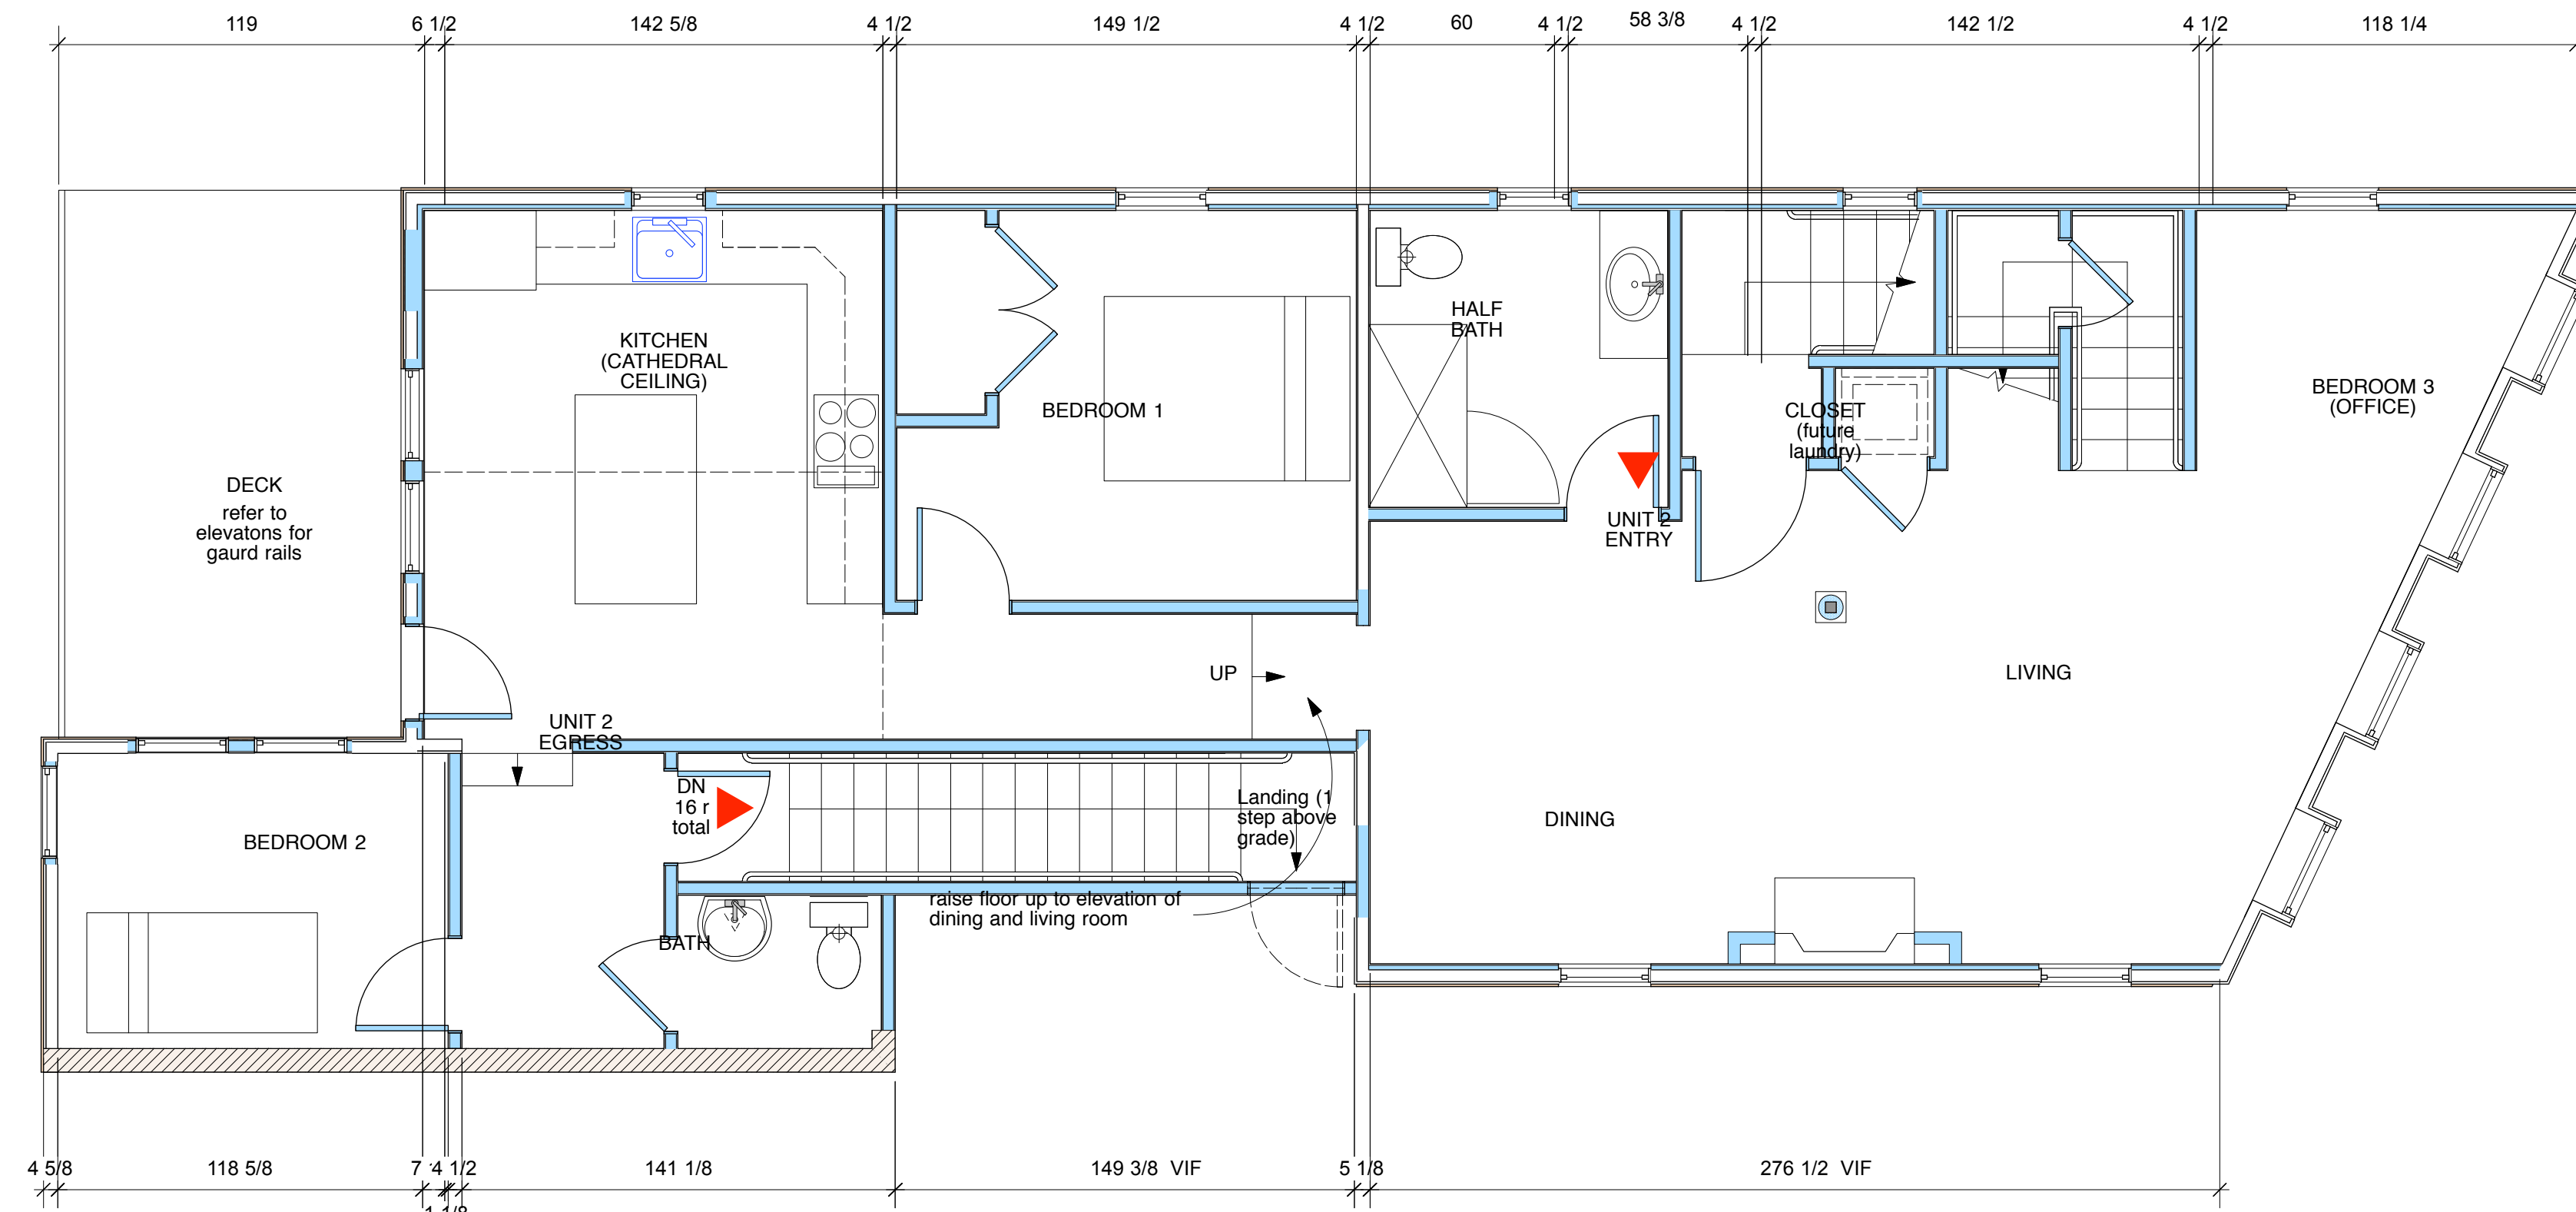 119
6 1/2
142 5/8
4 1/2
149 1/2
4 1/2
60
4 1/2
58 3/8
4 1/2
142 1/2
4 1/2
118 1/4
KITCHEN
(CATHEDRAL
CEILING)
BEDROOM 1
HALF
BATH
CLOSET
(future
laundry)
BEDROOM 3
(OFFICE)
DECK
refer to
elevatons for
gaurd rails
UNIT 2
ENTRY
UP
LIVING
UNIT 2
EGRESS
DN
16 r
total
Landing (1
step above
grade)
DINING
BEDROOM 2
BATH
raise floor up to elevation of
dining and living room
4 5/8
118 5/8
7
4 1/2
141 1/8
149 3/8 VIF
5 1/8
276 1/2 VIF
1 1/8